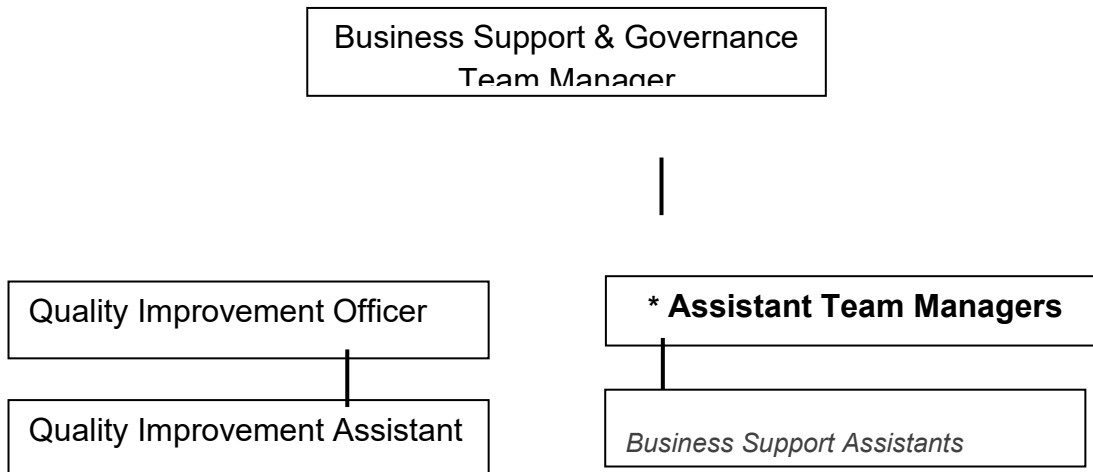 Business Support & Governance
Team Manager
Quality Improvement Officer
* Assistant Team Managers
Quality Improvement Assistant
Business Support Assistants